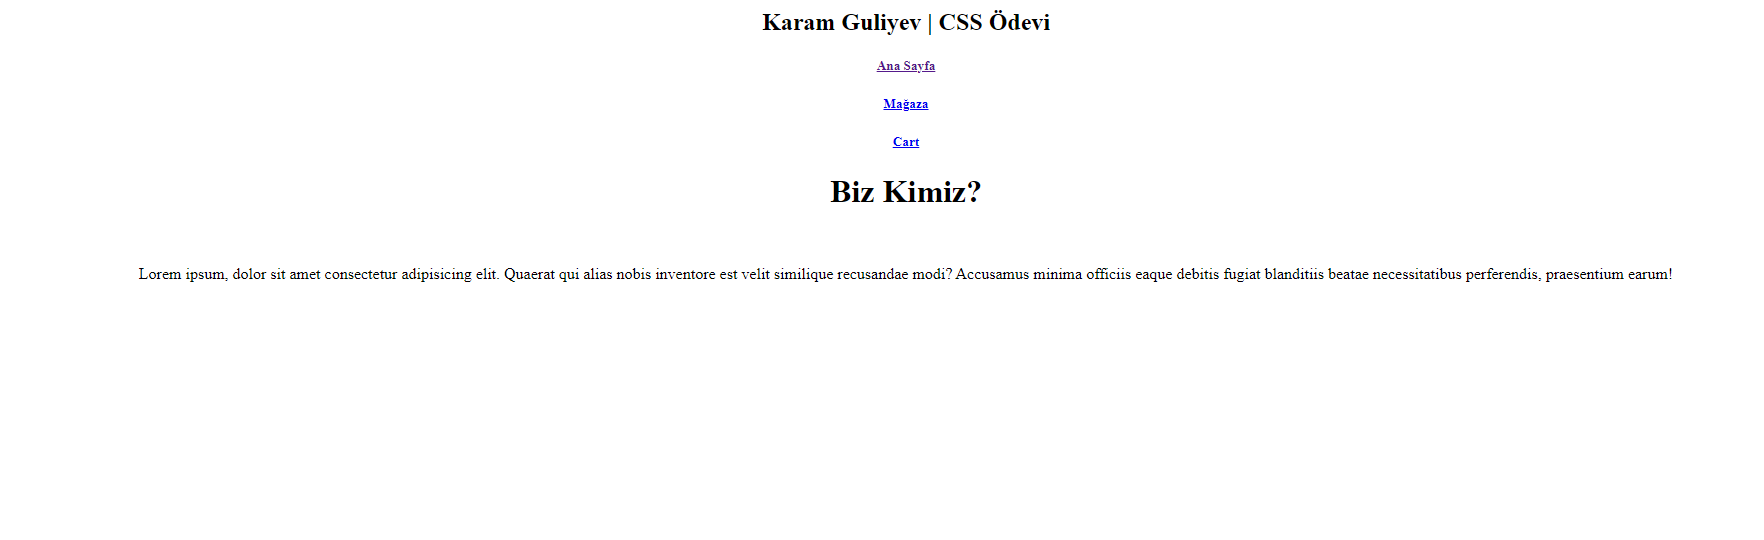 Karam Guliyev | CSS Ödevi
Ana Sayfa
Mağaza
Cart
Biz Kimiz?
Lorem ipsum, dolor sit amet consectetur adipisicing elit. Quaerat qui alias nobis inventore est velit similique recusandae modi? Accusamus minima officiis eaque debitis fugiat blanditiis beatae necessitatibus perferendis, praesentium earum!